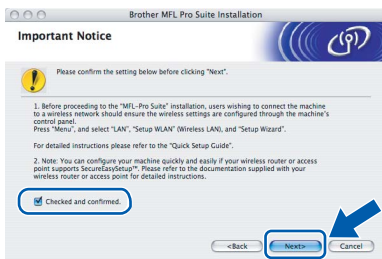 Brother MFL Pro Suite Installation
Important Notice
Please confirm the setting below before clicking "Next".
1. Before proceeding to the "MFL-Pro Suite" installation, users wishing to connect the machine
to a wireless network should ensure the wireless settings are configured through the machine's
control panel.
Press "Menu", and select "LAN", "Setup WLAN" (Wireless LAN), and "Setup Wizard".
For detailed instructions please refer to the "Quick Setup Guide".
2. Note: You can configure your machine quickly and easily if your wireless router or access
point supports SecureEasySetup™. Please refer to the documentation supplied with your
wireless router or access point for detailed instructions.
Checked and confirmed.
<Back Next> Cancel